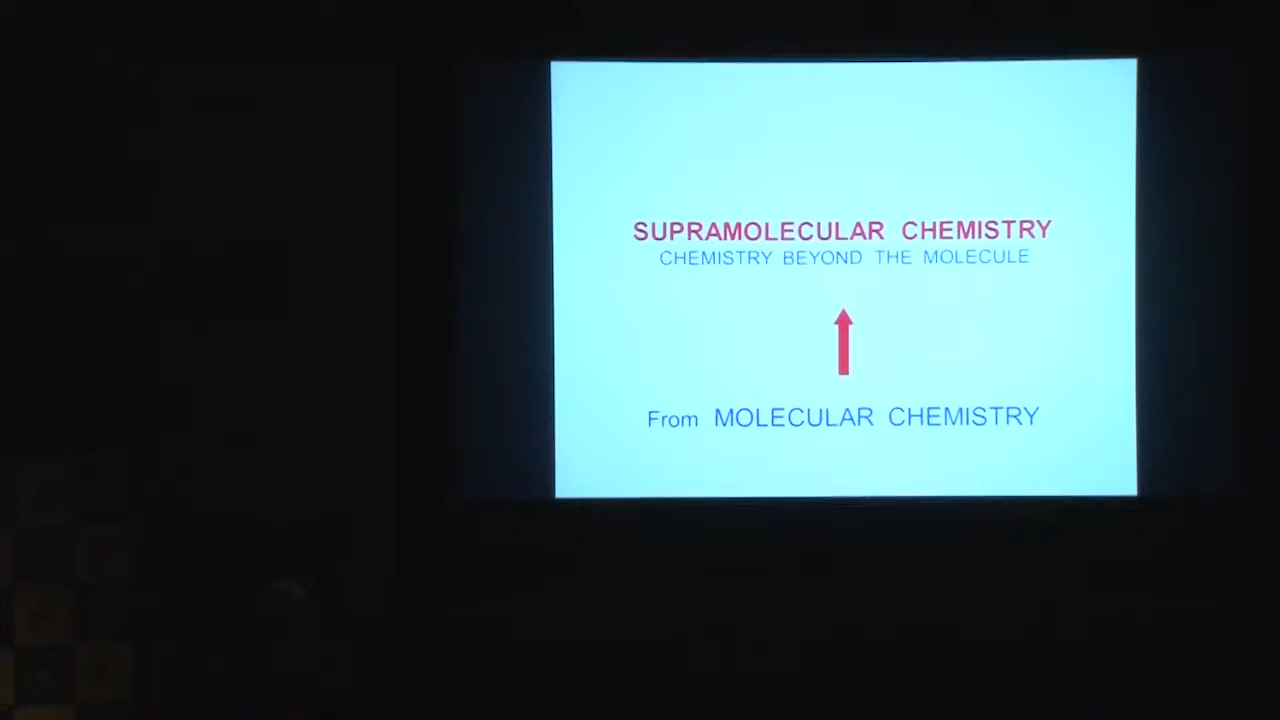 SUPRAMOLECULAR CHEMISTRY
CHEMISTRY BEYOND THE MOLECULE
From MOLECULAR CHEMISTRY